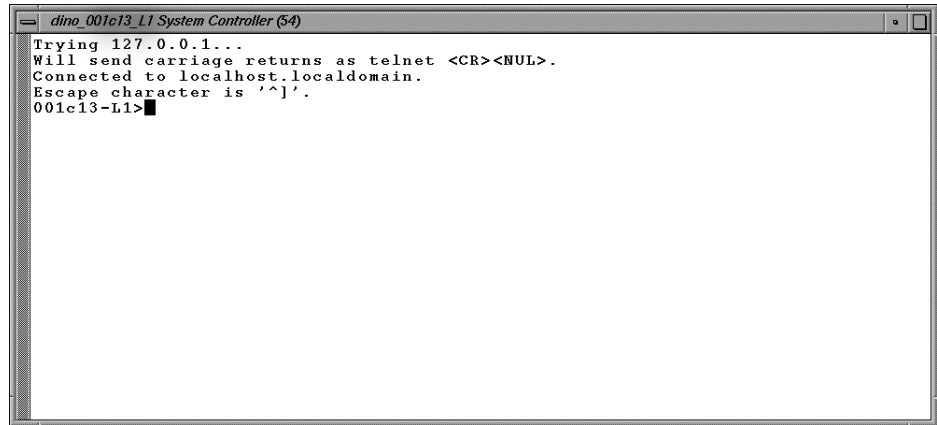 dino_001c13_L1 System Controller (54)
Trying 127.0.0.1...
Will send carriage returns as telnet <CR><NUL>.
Connected to localhost.localdomain.
Escape character is '^]'.
001c13-L1>